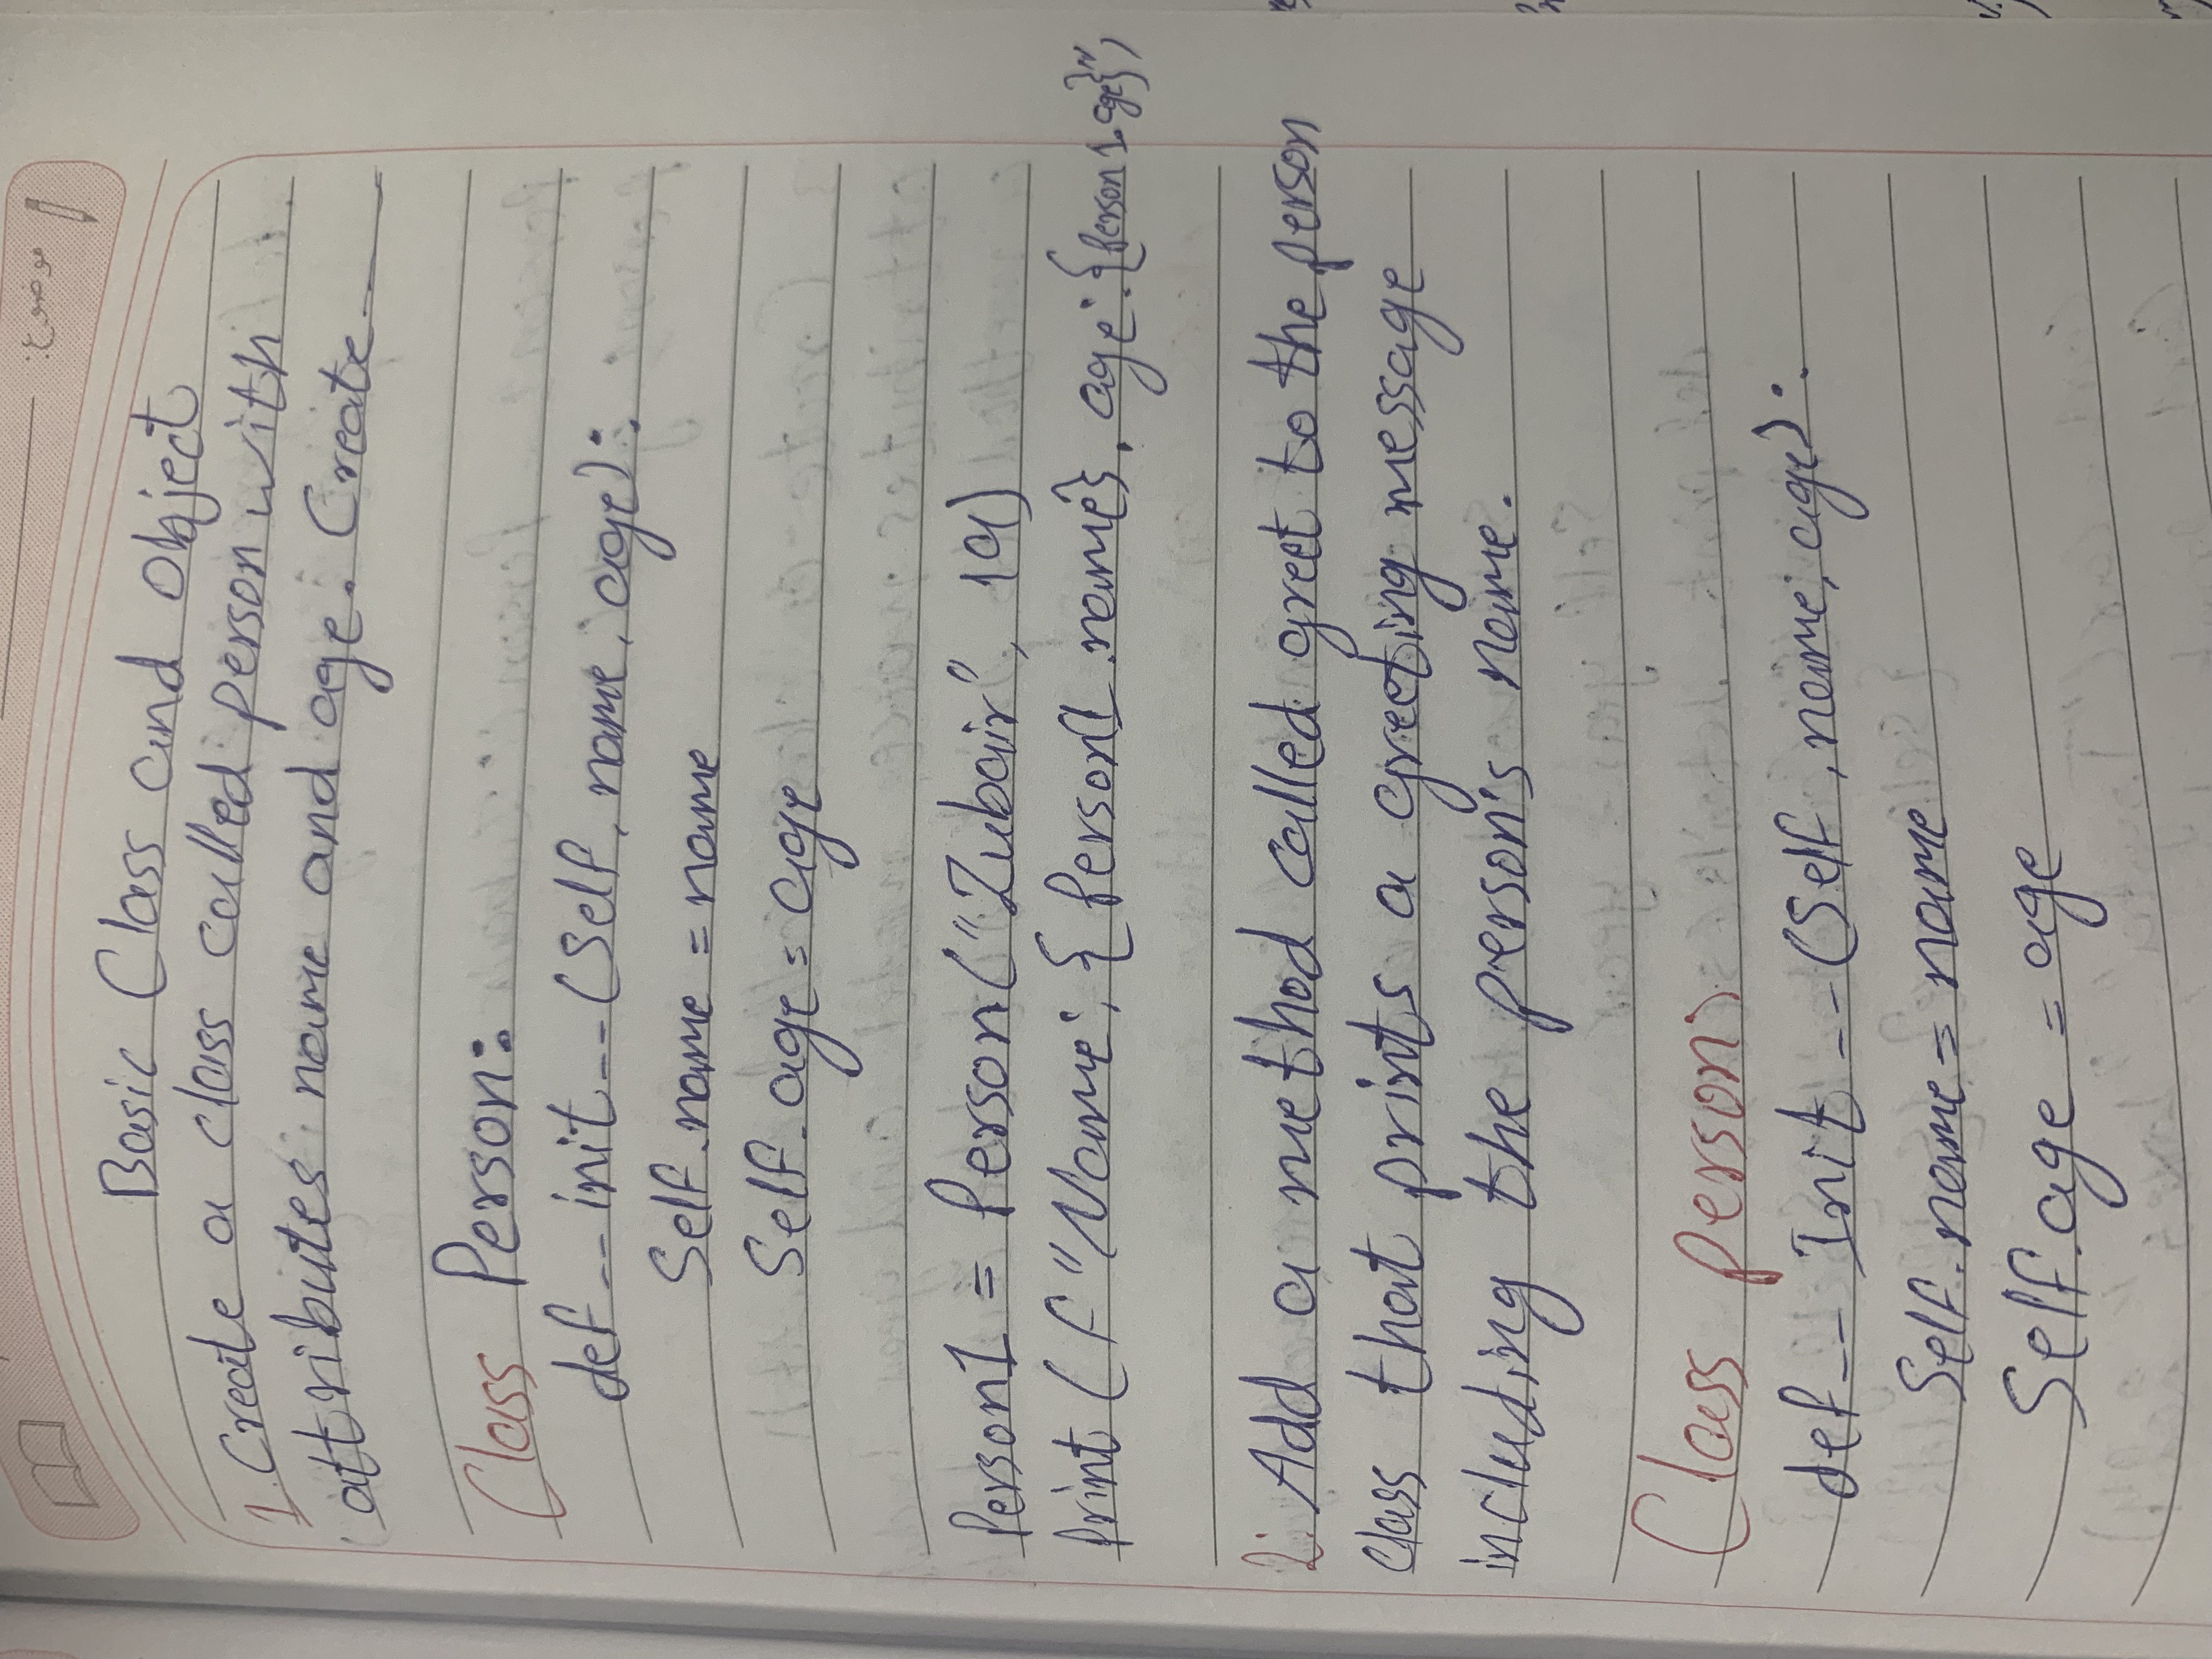 موضوع:
Basic Class and Object
1. Create a class called person with
attributes name and age. Create
Class Person:
def __init__(Self, name, age):
Self.name = name
Self.age = age
Person1 = Person("Zubair", 19)
print (f"Name: {Person1.name}, age: {Person1.age}")
2. Add a method called greet to the person
class that prints a greeting message
including the person's name.
Class person:
def __Init__(Self, name, age):
Self.name = name
Self.age = age